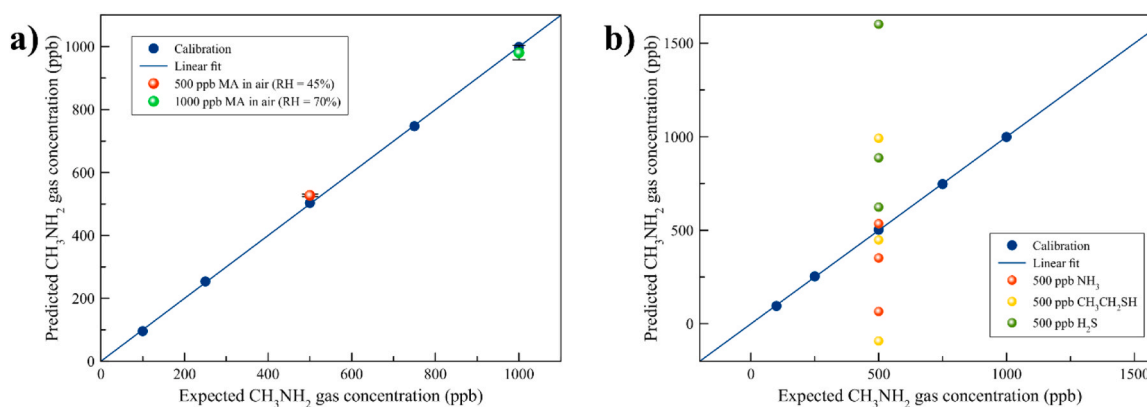 a)
Predicted CH₃NH₂ gas concentration (ppb)
1000
800
600
400
200
0
Calibration
Linear fit
500 ppb MA in air (RH = 45%)
1000 ppb MA in air (RH = 70%)
0 200 400 600 800 1000
Expected CH₃NH₂ gas concentration (ppb)
b)
Predicted CH₃NH₂ gas concentration (ppb)
1500
1000
500
0
Calibration
Linear fit
500 ppb NH₃
500 ppb CH₃CH₂SH
500 ppb H₂S
0 500 1000 1500
Expected CH₃NH₂ gas concentration (ppb)